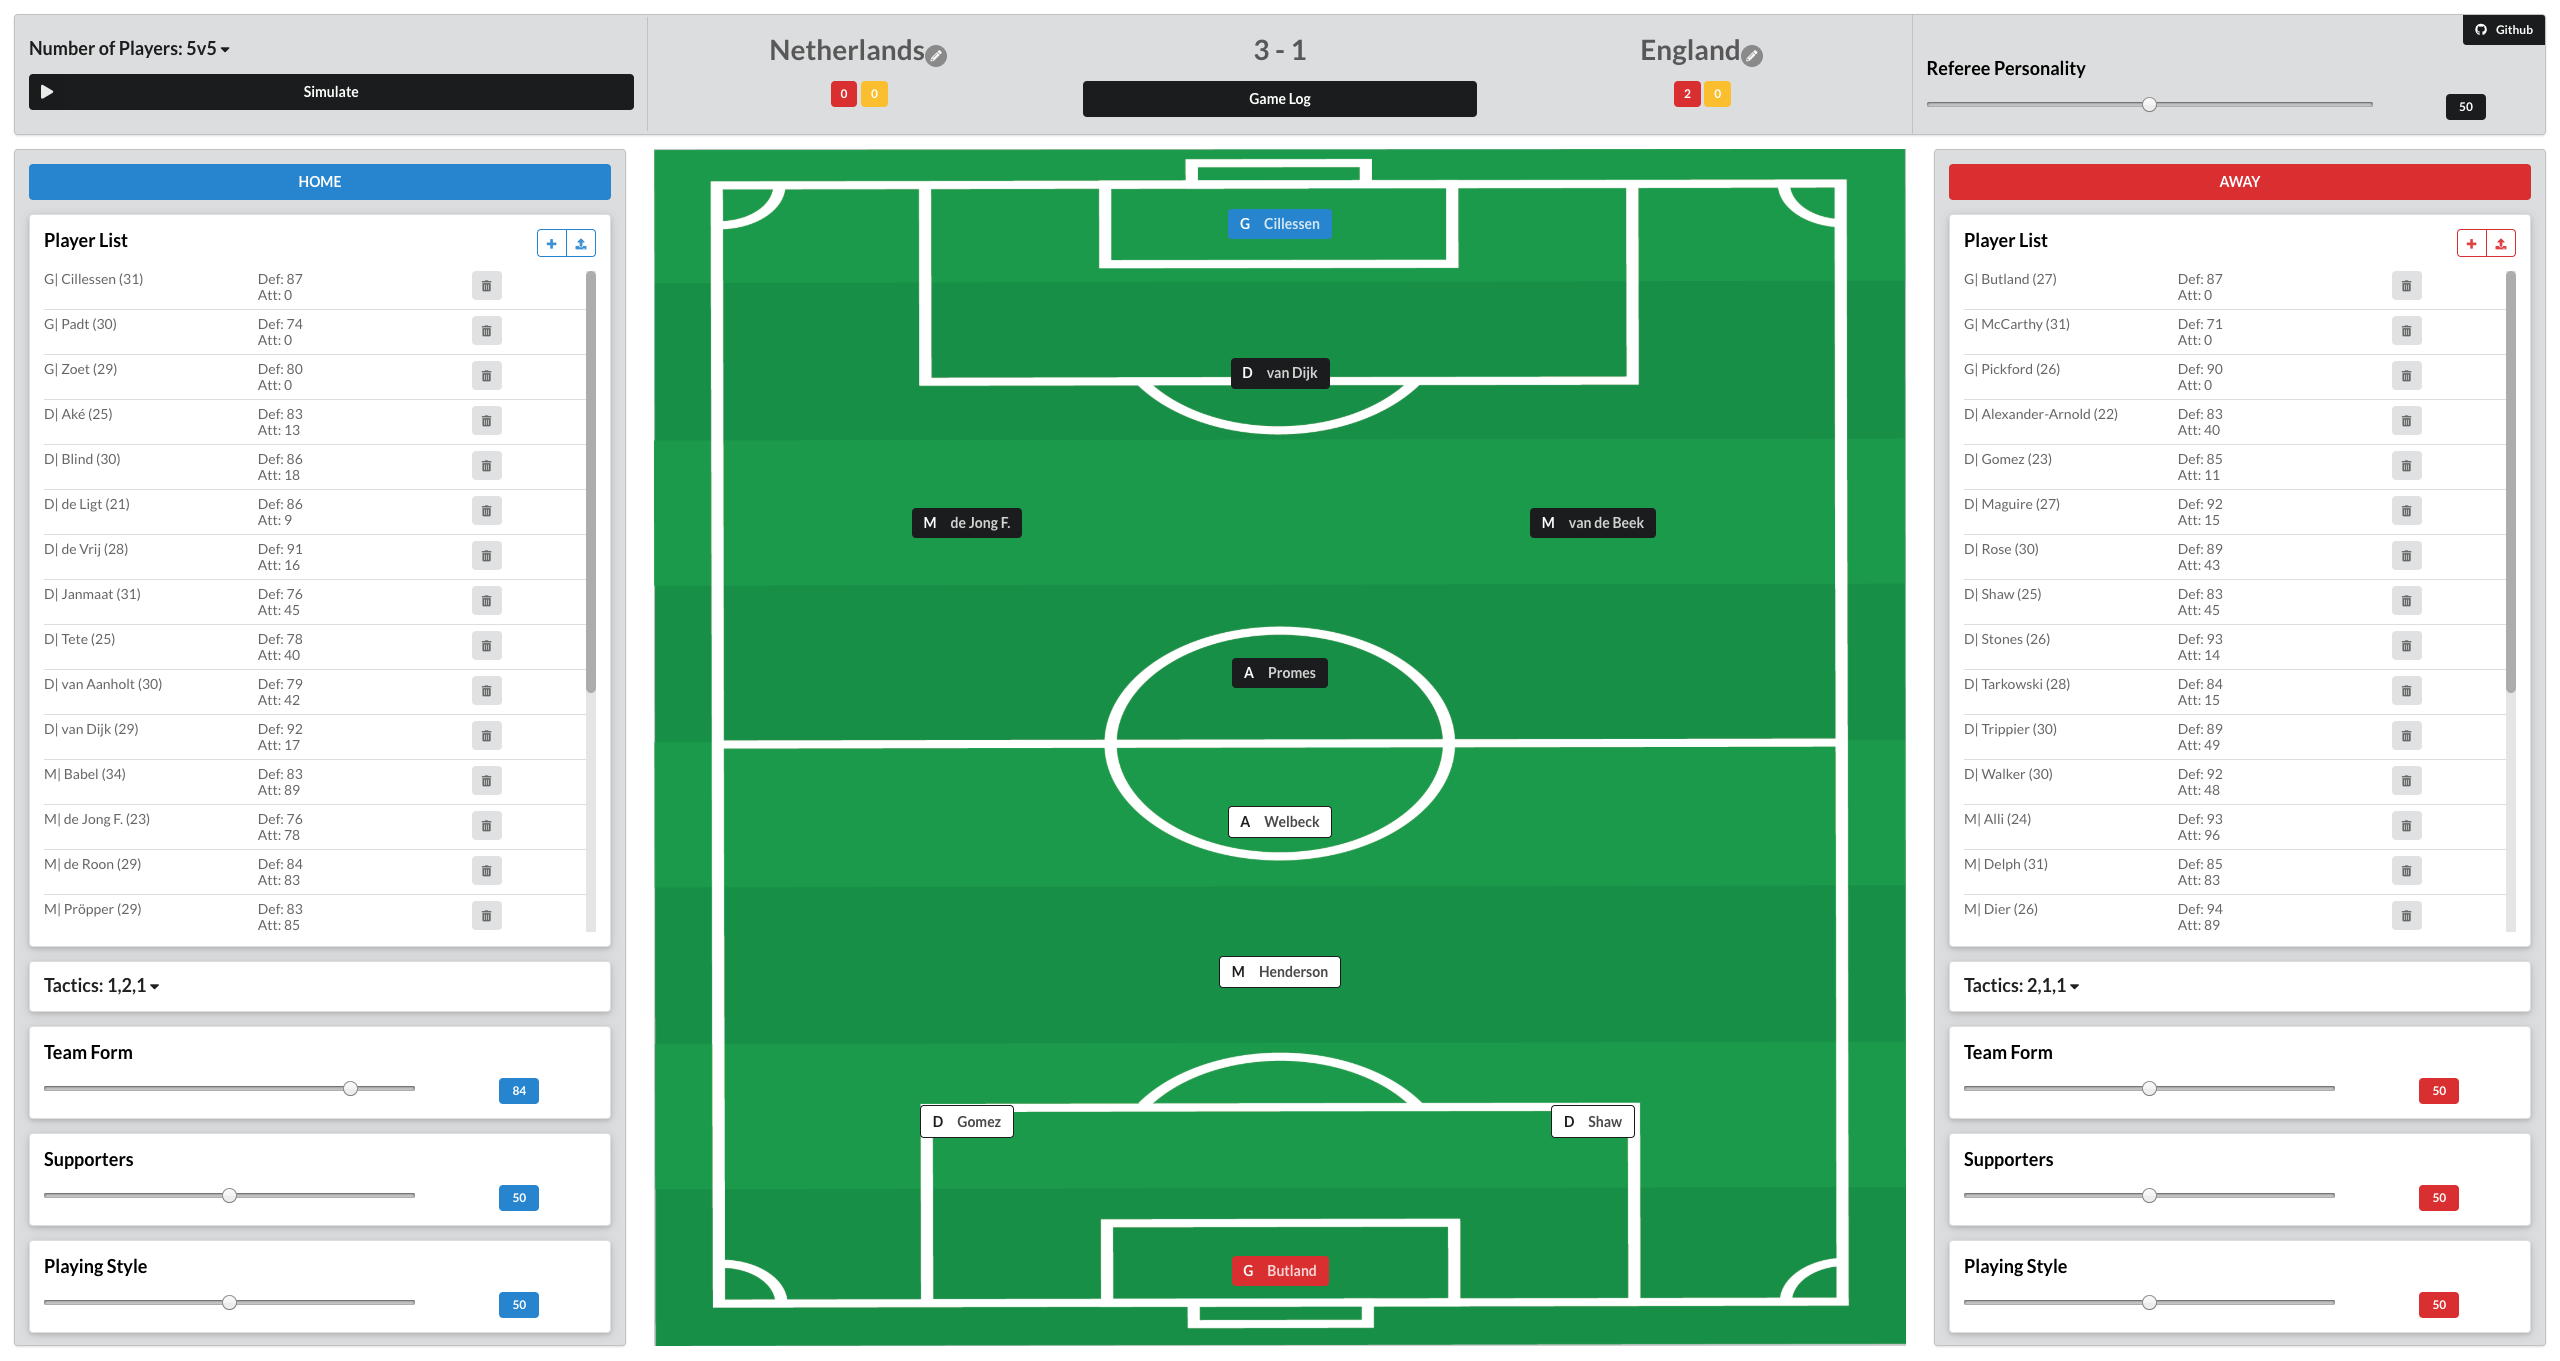 Number of Players: 5v5
Simulate
Netherlands
0 0
3 - 1
Game Log
England
2 0
Github
Referee Personality
50
HOME
Player List
G| Cillessen (31) Def: 87
Att: 0
G| Padt (30) Def: 74
Att: 0
G| Zoet (29) Def: 80
Att: 0
D| Aké (25) Def: 83
Att: 13
D| Blind (30) Def: 86
Att: 18
D| de Ligt (21) Def: 86
Att: 9
D| de Vrij (28) Def: 91
Att: 16
D| Janmaat (31) Def: 76
Att: 45
D| Tete (25) Def: 78
Att: 40
D| van Aanholt (30) Def: 79
Att: 42
D| van Dijk (29) Def: 92
Att: 17
M| Babel (34) Def: 83
Att: 89
M| de Jong F. (23) Def: 76
Att: 78
M| de Roon (29) Def: 84
Att: 83
M| Pröpper (29) Def: 83
Att: 85
Tactics: 1,2,1
Team Form
84
Supporters
50
Playing Style
50
G Cillessen
D van Dijk
M de Jong F.
M van de Beek
A Promes
A Welbeck
M Henderson
D Gomez
D Shaw
G Butland
AWAY
Player List
G| Butland (27) Def: 87
Att: 0
G| McCarthy (31) Def: 71
Att: 0
G| Pickford (26) Def: 90
Att: 0
D| Alexander-Arnold (22) Def: 83
Att: 40
D| Gomez (23) Def: 85
Att: 11
D| Maguire (27) Def: 92
Att: 15
D| Rose (30) Def: 89
Att: 43
D| Shaw (25) Def: 83
Att: 45
D| Stones (26) Def: 93
Att: 14
D| Tarkowski (28) Def: 84
Att: 15
D| Trippier (30) Def: 89
Att: 49
D| Walker (30) Def: 92
Att: 48
M| Alli (24) Def: 93
Att: 96
M| Delph (31) Def: 85
Att: 83
M| Dier (26) Def: 94
Att: 89
Tactics: 2,1,1
Team Form
50
Supporters
50
Playing Style
50